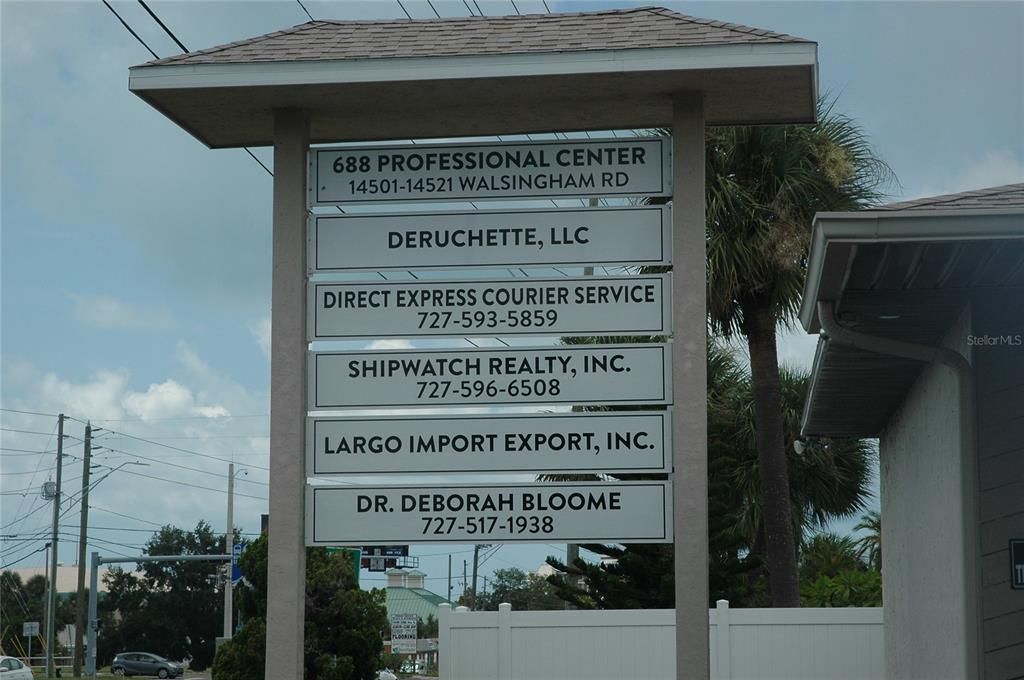 688 PROFESSIONAL CENTER
14501-14521 WALSINGHAM RD
DERUCHETTE, LLC
DIRECT EXPRESS COURIER SERVICE
727-593-5859
SHIPWATCH REALTY, INC.
727-596-6508
LARGO IMPORT EXPORT, INC.
DR. DEBORAH BLOOME
727-517-1938
StellarMLS
FLOORING